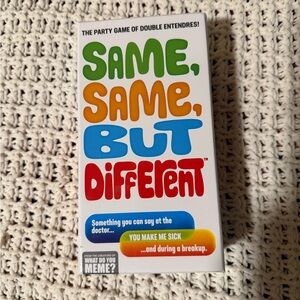 THE PARTY GAME OF DOUBLE ENTENDRES!
SAME,
SAME,
BUT
DiFFERENT™
Something you can say at the
doctor...
YOU MAKE ME SICK
...and during a breakup.
FROM THE CREATORS OF
WHAT DO YOU
MEME?